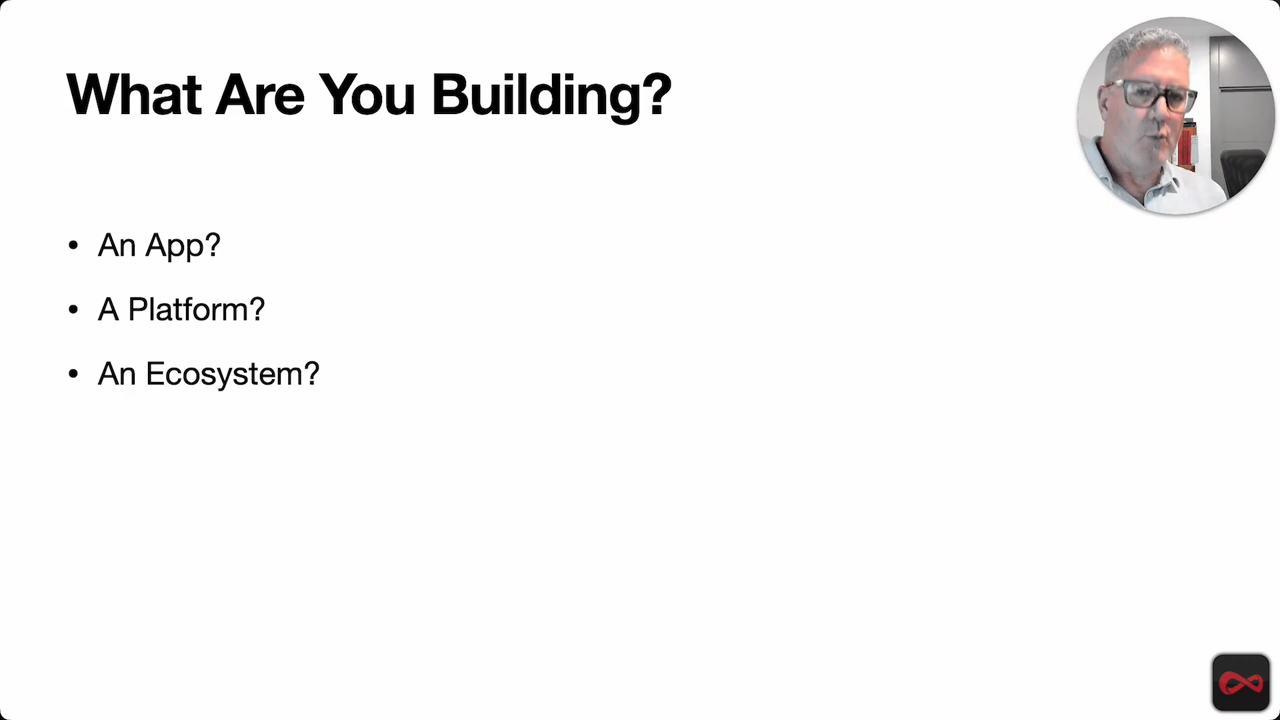 What Are You Building?
• An App?
• A Platform?
• An Ecosystem?